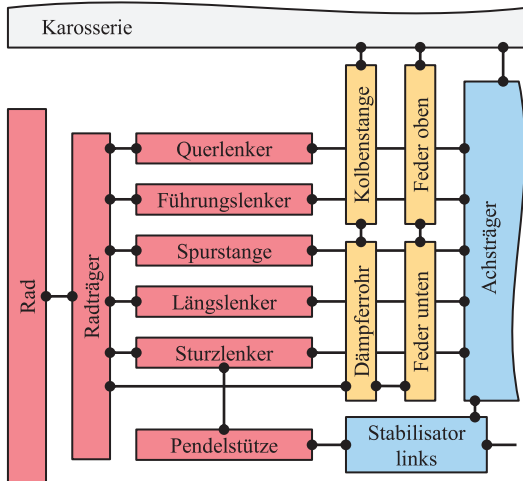 Karosserie
Kolbenstange
Feder oben
Querlenker
Führungslenker
Spurstange
Längslenker
Sturzlenker
Pendelstütze
Rad
Radträger
Dämpferrohr
Feder unten
Achsträger
Stabilisator
links